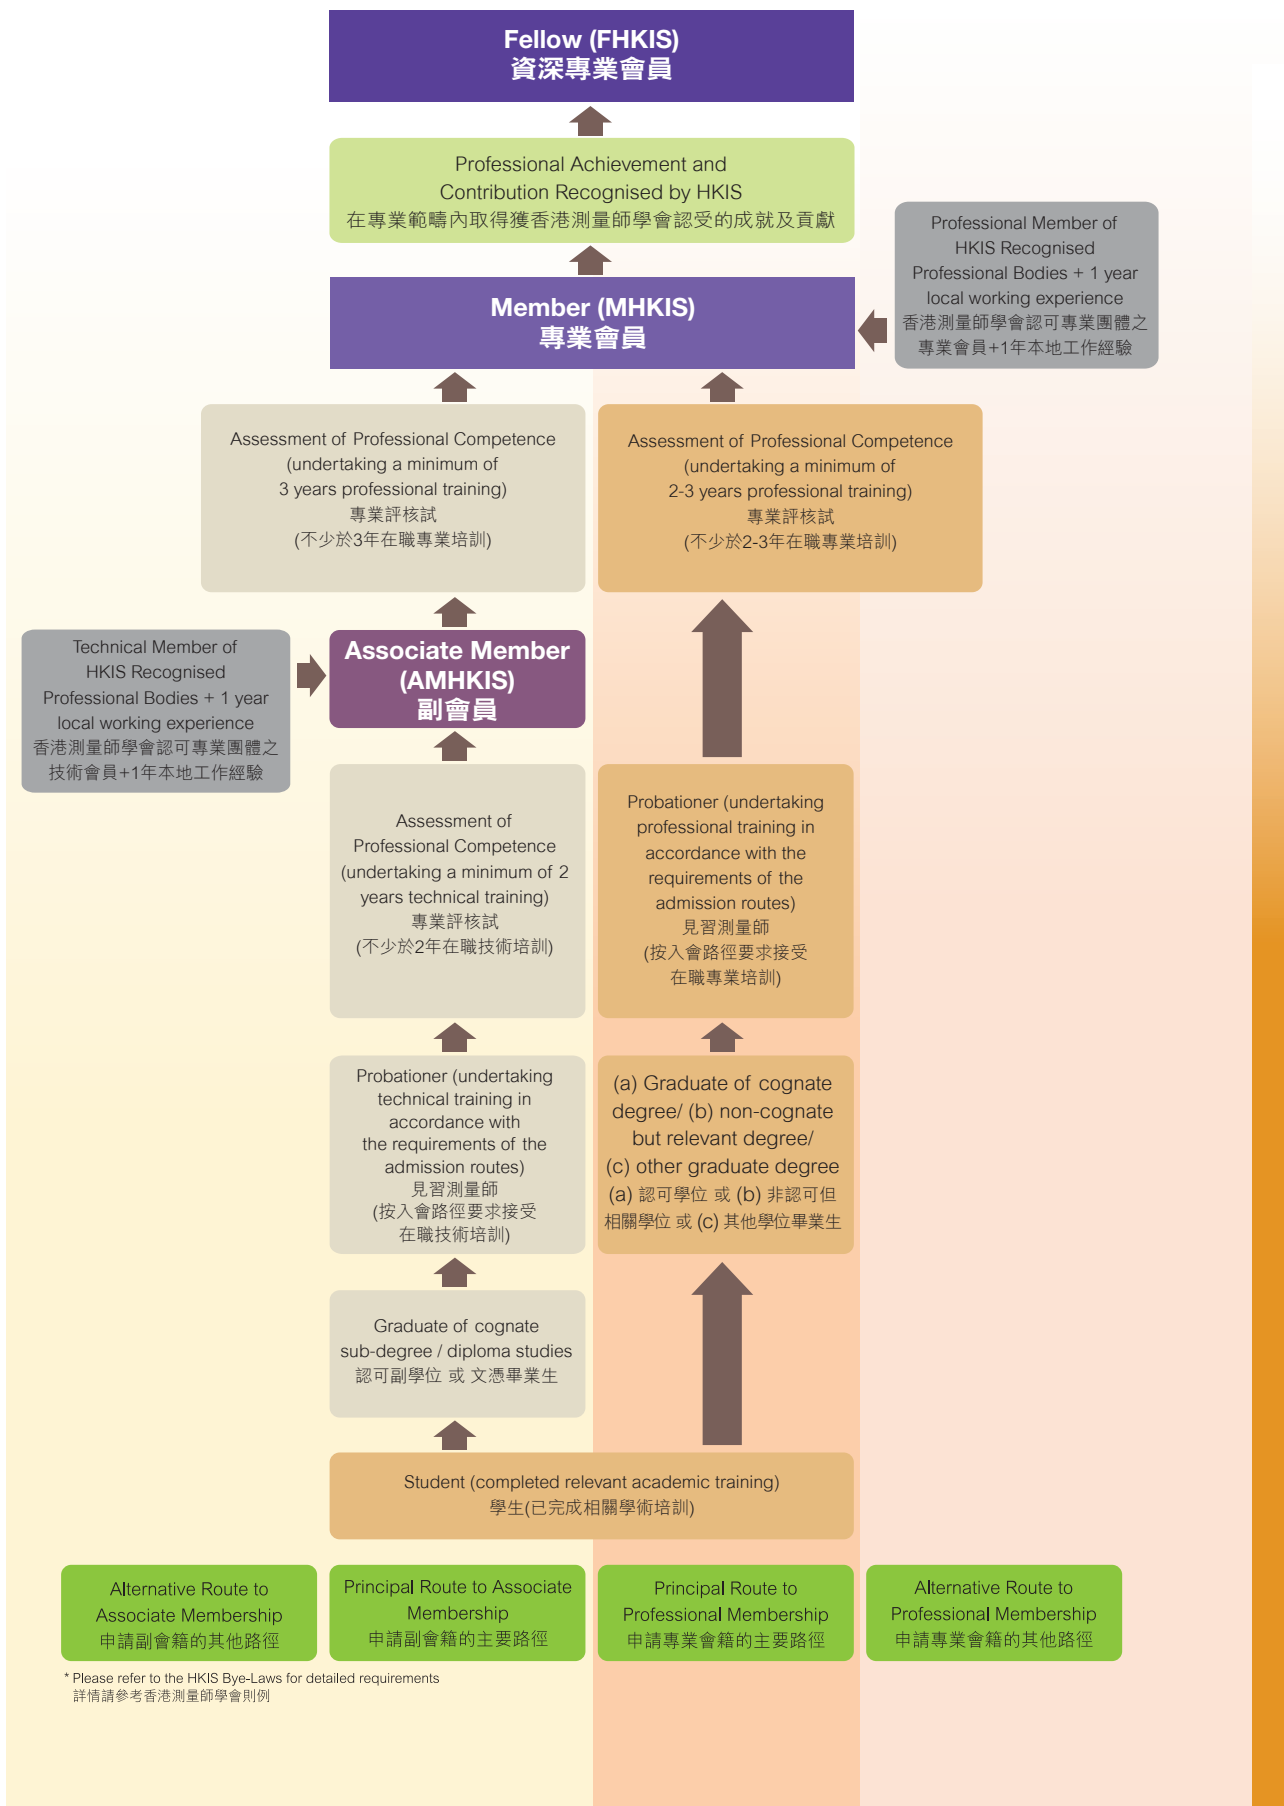 Fellow (FHKIS)
資深專業會員
Professional Achievement and
Contribution Recognised by HKIS
在專業範疇內取得獲香港測量師學會認受的成就及貢獻
Professional Member of
HKIS Recognised
Professional Bodies + 1 year
local working experience
香港測量師學會認可專業團體之
專業會員+1年本地工作經驗
Member (MHKIS)
專業會員
Assessment of Professional Competence
(undertaking a minimum of
3 years professional training)
專業評核試
(不少於3年在職專業培訓)
Assessment of Professional Competence
(undertaking a minimum of
2-3 years professional training)
專業評核試
(不少於2-3年在職專業培訓)
Technical Member of
HKIS Recognised
Professional Bodies + 1 year
local working experience
香港測量師學會認可專業團體之
技術會員+1年本地工作經驗
Associate Member
(AMHKIS)
副會員
Assessment of
Professional Competence
(undertaking a minimum of 2
years technical training)
專業評核試
(不少於2年在職技術培訓)
Probationer (undertaking
professional training in
accordance with the
requirements of the
admission routes)
見習測量師
(按入會路徑要求接受
在職專業培訓)
Probationer (undertaking
technical training in
accordance with
the requirements of the
admission routes)
見習測量師
(按入會路徑要求接受
在職技術培訓)
(a) Graduate of cognate
degree/ (b) non-cognate
but relevant degree/
(c) other graduate degree
(a) 認可學位 或 (b) 非認可但
相關學位 或 (c) 其他學位畢業生
Graduate of cognate
sub-degree / diploma studies
認可副學位 或 文憑畢業生
Student (completed relevant academic training)
學生(已完成相關學術培訓)
Alternative Route to
Associate Membership
申請副會籍的其他路徑
Principal Route to Associate
Membership
申請副會籍的主要路徑
Principal Route to
Professional Membership
申請專業會籍的主要路徑
Alternative Route to
Professional Membership
申請專業會籍的其他路徑
* Please refer to the HKIS Bye-Laws for detailed requirements
詳情請參考香港測量師學會則例